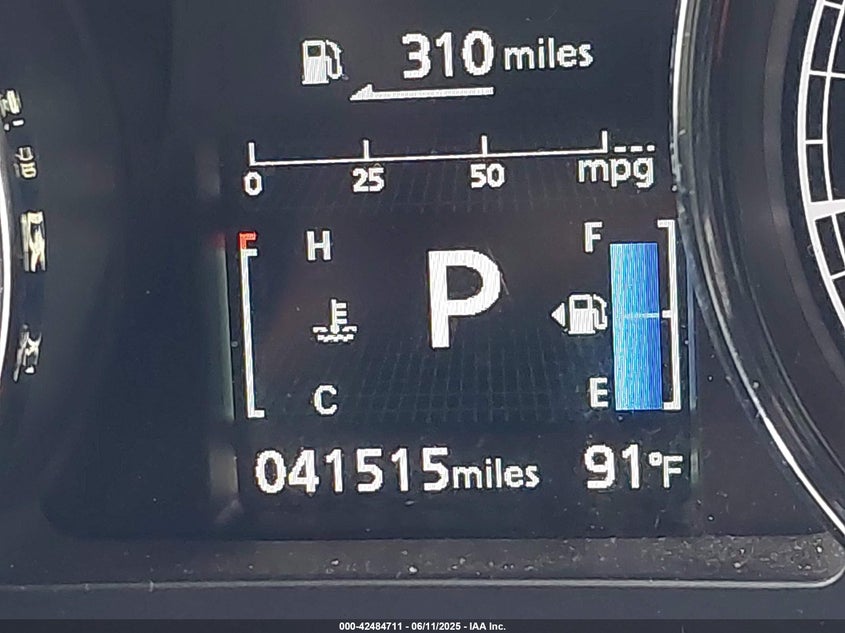 310 miles
0 25 50 mpg
H F
P
C E
041515miles 91°F
000-42484711 - 06/11/2025 - IAA Inc.